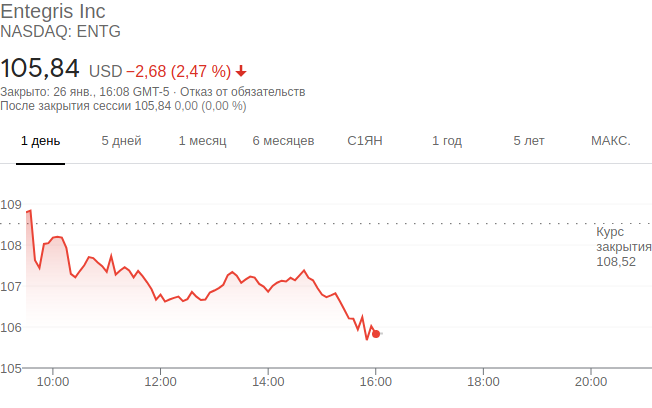 Entegris Inc
NASDAQ: ENTG
105,84 USD −2,68 (2,47 %)
Закрыто: 26 янв., 16:08 GMT-5 · Отказ от обязательств
После закрытия сессии 105,84 0,00 (0,00 %)
1 день 5 дней 1 месяц 6 месяцев С1ЯН 1 год 5 лет МАКС.
109
108
107
106
105
Курс
закрытия
108,52
10:00 12:00 14:00 16:00 18:00 20:00